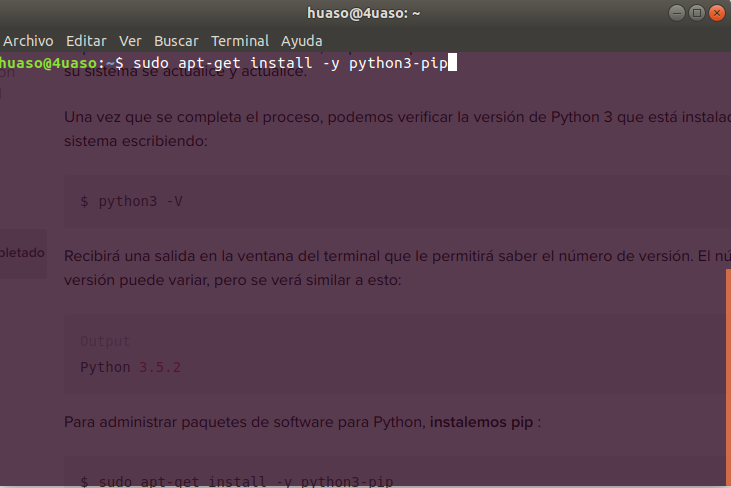 huaso@4uaso: ~
Archivo Editar Ver Buscar Terminal Ayuda
huaso@4uaso:~$ sudo apt-get install -y python3-pip
su sistema se actualice y actualice.
Una vez que se completa el proceso, podemos verificar la versión de Python 3 que está instalad
sistema escribiendo:
$ python3 -V
pletado
Recibirá una salida en la ventana del terminal que le permitirá saber el número de versión. El nú
versión puede variar, pero se verá similar a esto:
Output
Python 3.5.2
Para administrar paquetes de software para Python, instalemos pip :
$ sudo apt-get install -y python3-pip